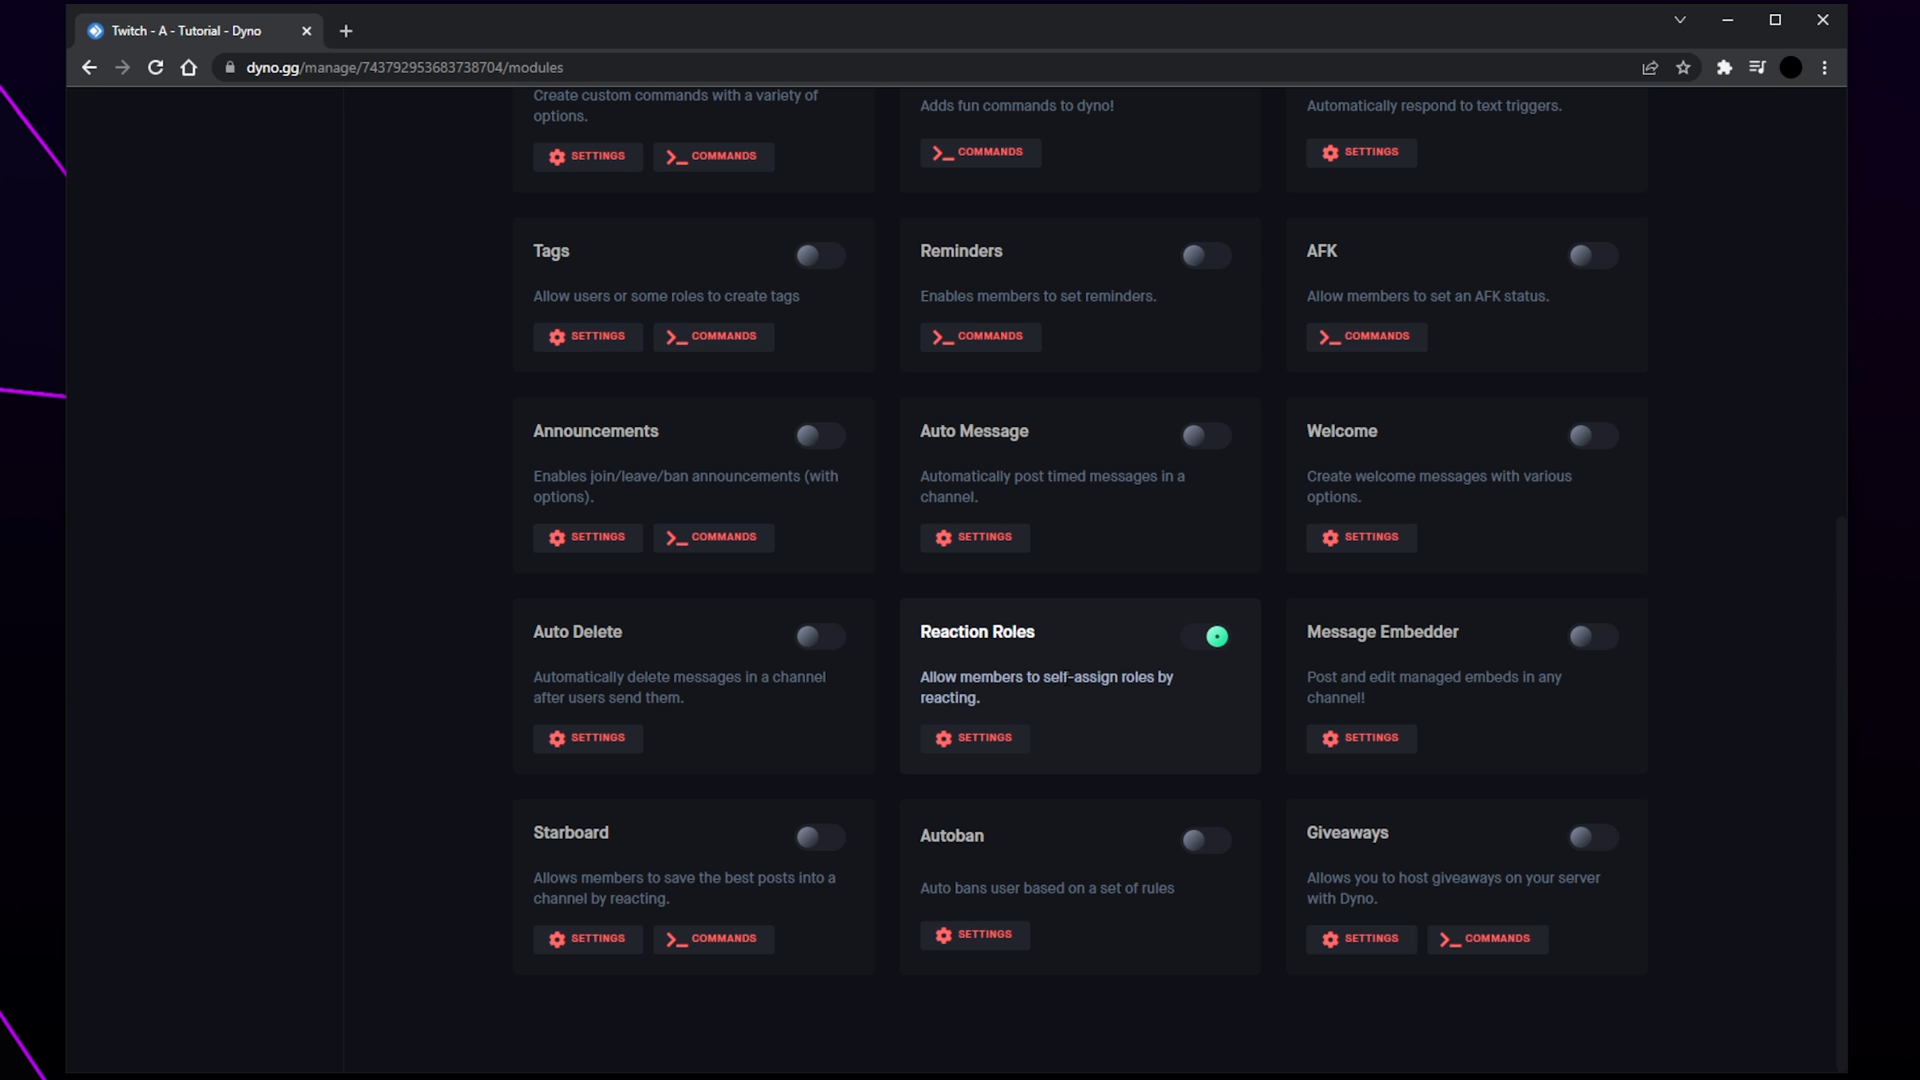 Twitch - A - Tutorial - Dyno
dyno.gg/manage/743792953683738704/modules
Create custom commands with a variety of
options.
SETTINGS
COMMANDS
Adds fun commands to dyno!
COMMANDS
Automatically respond to text triggers.
SETTINGS
Tags
Allow users or some roles to create tags
SETTINGS
COMMANDS
Reminders
Enables members to set reminders.
COMMANDS
AFK
Allow members to set an AFK status.
COMMANDS
Announcements
Enables join/leave/ban announcements (with
options).
SETTINGS
COMMANDS
Auto Message
Automatically post timed messages in a
channel.
SETTINGS
Welcome
Create welcome messages with various
options.
SETTINGS
Auto Delete
Automatically delete messages in a channel
after users send them.
SETTINGS
Reaction Roles
Allow members to self-assign roles by
reacting.
SETTINGS
Message Embedder
Post and edit managed embeds in any
channel!
SETTINGS
Starboard
Allows members to save the best posts into a
channel by reacting.
SETTINGS
COMMANDS
Autoban
Auto bans user based on a set of rules
SETTINGS
Giveaways
Allows you to host giveaways on your server
with Dyno.
SETTINGS
COMMANDS